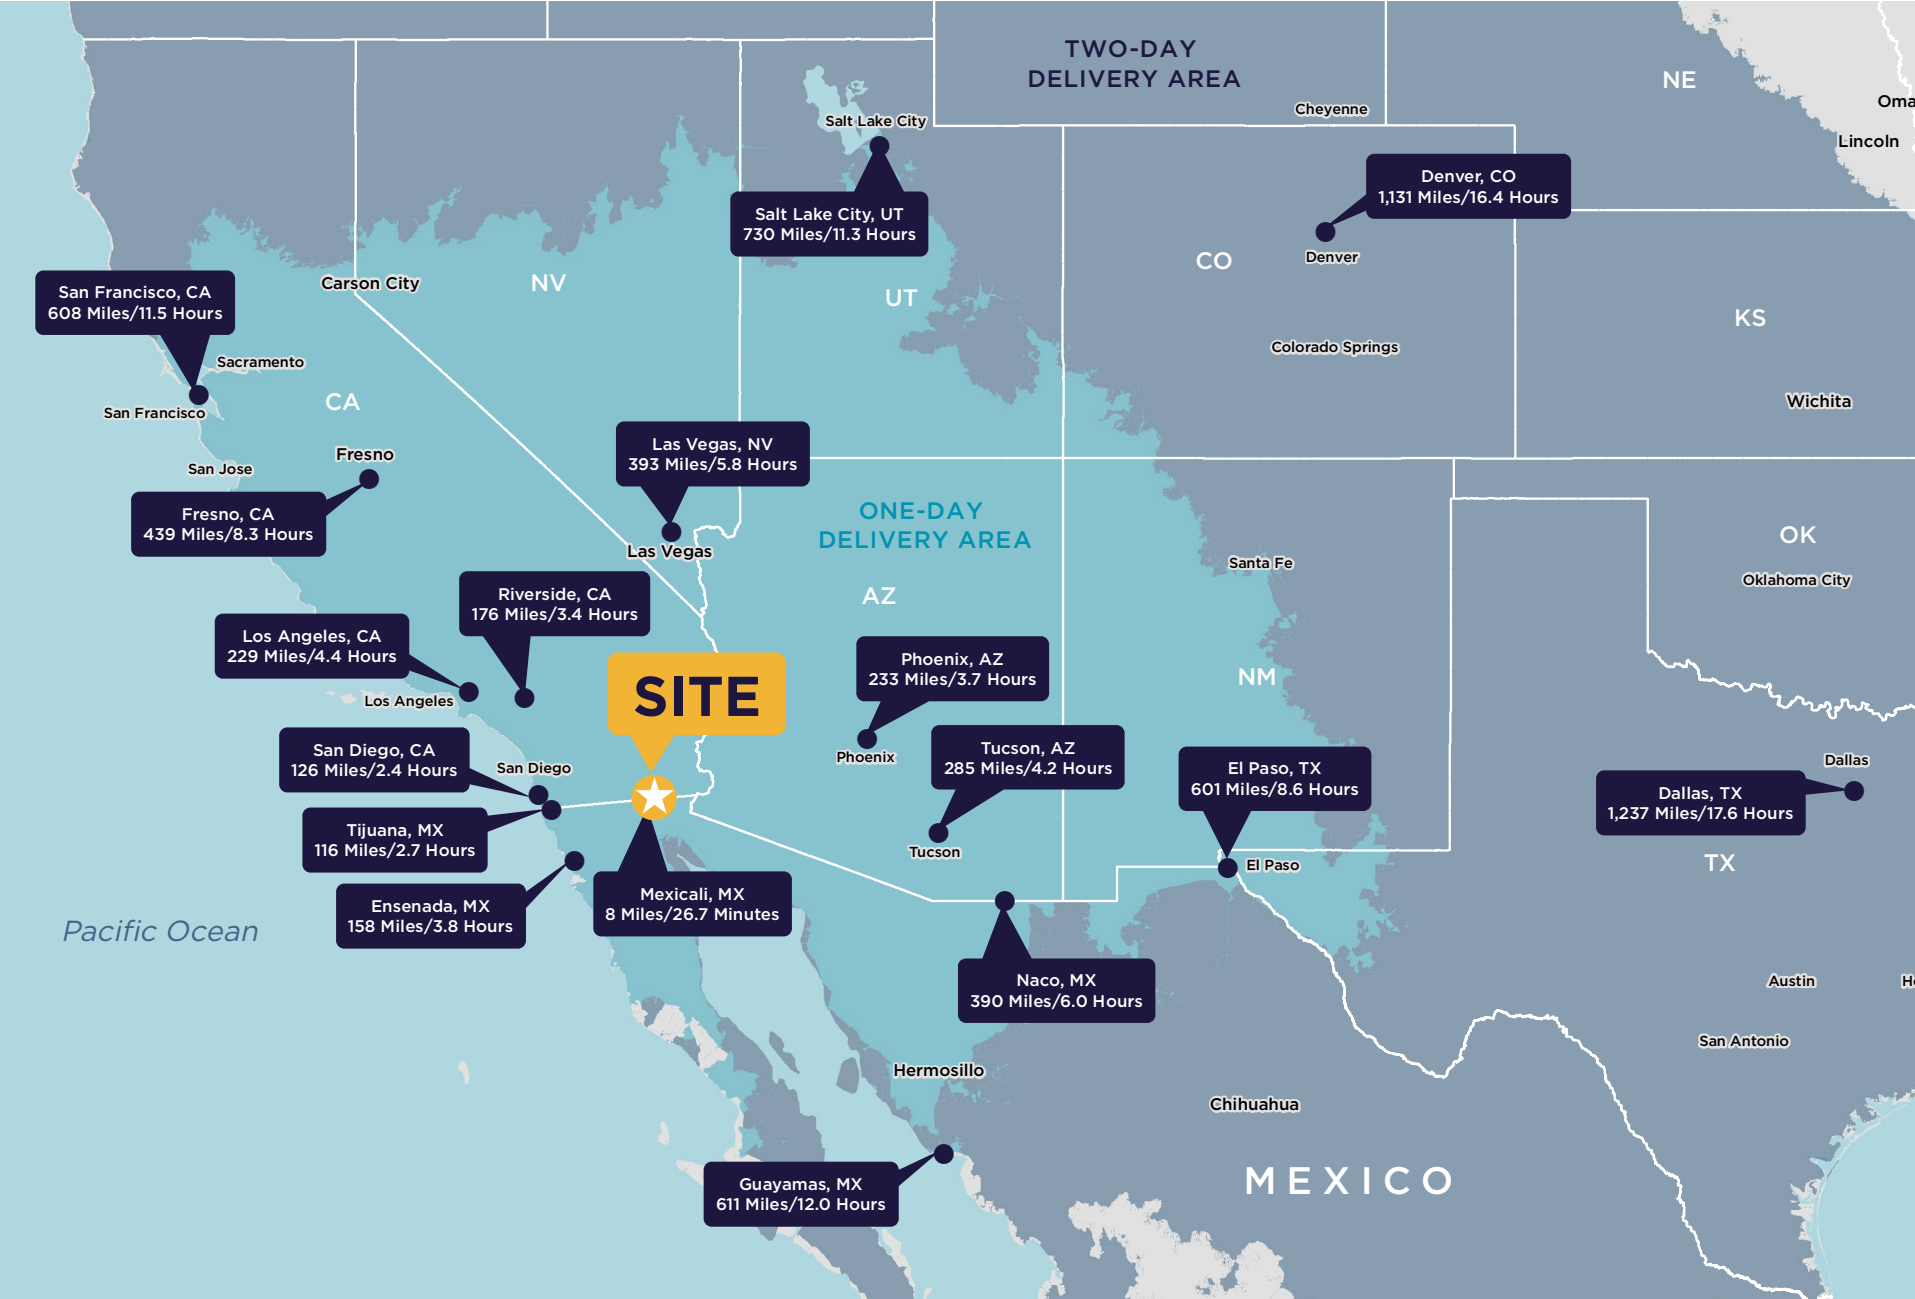 TWO-DAY
DELIVERY AREA
NE
Cheyenne
Oma
Salt Lake City
Lincoln
Denver, CO
1,131 Miles/16.4 Hours
Salt Lake City, UT
730 Miles/11.3 Hours
Denver
CO
Carson City
NV
UT
San Francisco, CA
608 Miles/11.5 Hours
KS
Colorado Springs
Sacramento
CA
Wichita
San Francisco
Las Vegas, NV
393 Miles/5.8 Hours
Fresno
San Jose
Fresno, CA
439 Miles/8.3 Hours
ONE-DAY
DELIVERY AREA
OK
Las Vegas
Santa Fe
Oklahoma City
AZ
Riverside, CA
176 Miles/3.4 Hours
Los Angeles, CA
229 Miles/4.4 Hours
Phoenix, AZ
233 Miles/3.7 Hours
NM
SITE
Los Angeles
San Diego, CA
126 Miles/2.4 Hours
San Diego
Phoenix
Tucson, AZ
285 Miles/4.2 Hours
El Paso, TX
601 Miles/8.6 Hours
Dallas
Dallas, TX
1,237 Miles/17.6 Hours
Tijuana, MX
116 Miles/2.7 Hours
Tucson
El Paso
TX
Mexicali, MX
8 Miles/26.7 Minutes
Ensenada, MX
158 Miles/3.8 Hours
Pacific Ocean
Naco, MX
390 Miles/6.0 Hours
Austin
H
San Antonio
Hermosillo
Chihuahua
Guayamas, MX
611 Miles/12.0 Hours
MEXICO